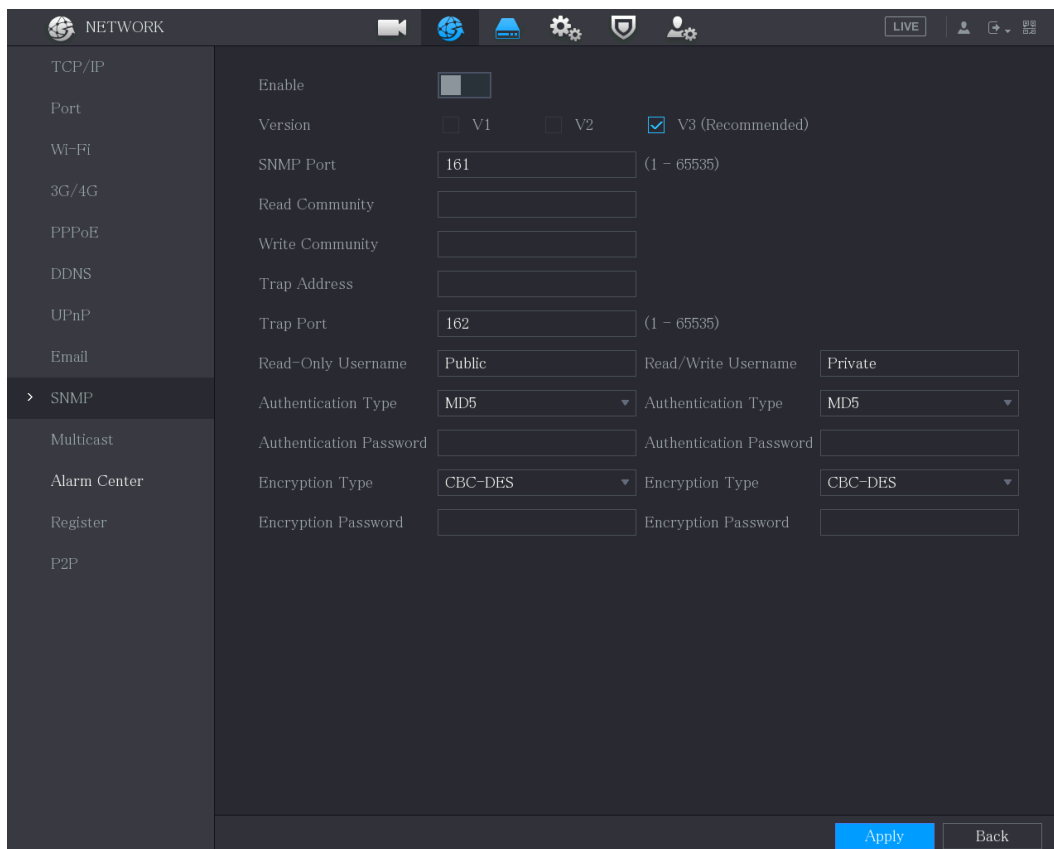 NETWORK LIVE
TCP/IP
Port
Wi-Fi
3G/4G
PPPoE
DDNS
UPnP
Email
SNMP
Multicast
Alarm Center
Register
P2P
Enable
Version V1 V2 V3 (Recommended)
SNMP Port 161 (1 - 65535)
Read Community
Write Community
Trap Address
Trap Port 162 (1 - 65535)
Read-Only Username Public Read/Write Username Private
Authentication Type MD5 Authentication Type MD5
Authentication Password Authentication Password
Encryption Type CBC-DES Encryption Type CBC-DES
Encryption Password Encryption Password
Apply Back